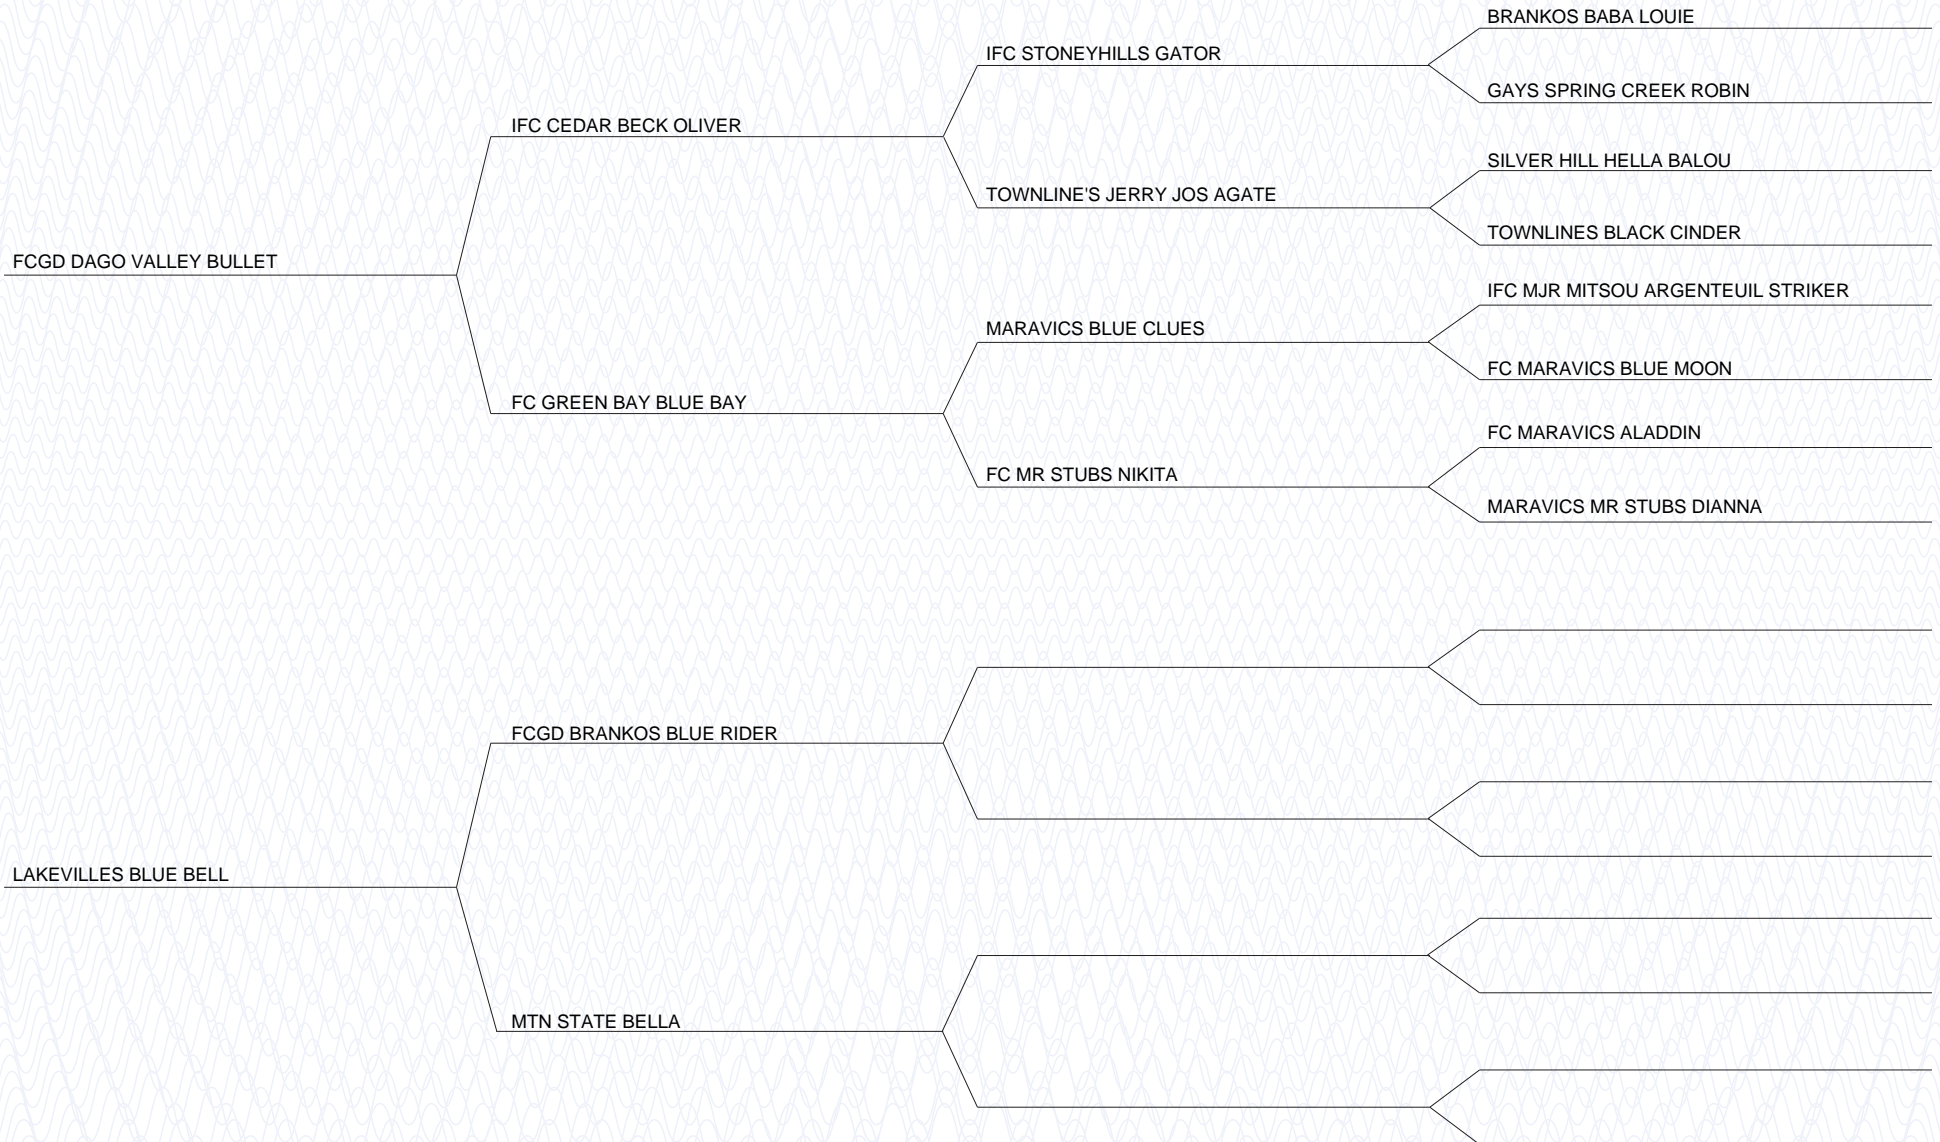 BRANKOS BABA LOUIE
IFC STONEYHILLS GATOR
GAYS SPRING CREEK ROBIN
IFC CEDAR BECK OLIVER
SILVER HILL HELLA BALOU
TOWNLINE'S JERRY JOS AGATE
TOWNLINES BLACK CINDER
FCGD DAGO VALLEY BULLET
IFC MJR MITSOU ARGENTEUIL STRIKER
MARAVICS BLUE CLUES
FC MARAVICS BLUE MOON
FC GREEN BAY BLUE BAY
FC MARAVICS ALADDIN
FC MR STUBS NIKITA
MARAVICS MR STUBS DIANNA
FCGD BRANKOS BLUE RIDER
LAKEVILLES BLUE BELL
MTN STATE BELLA